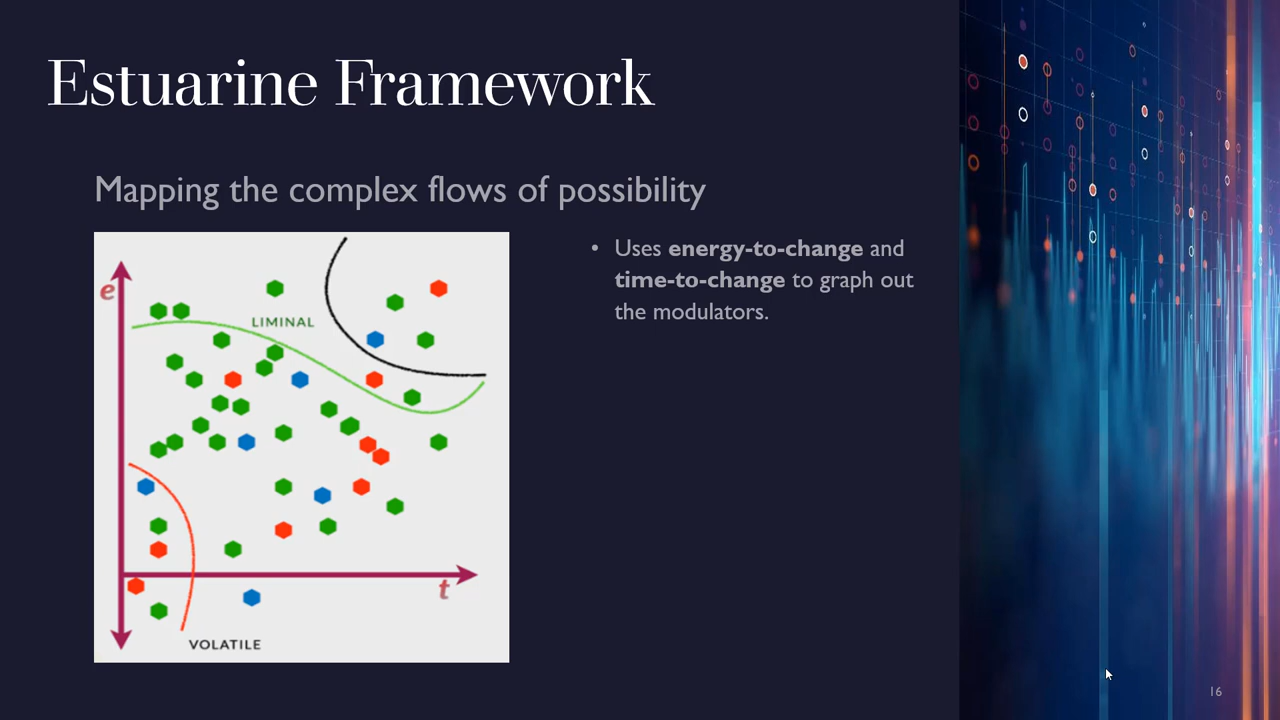 Estuarine Framework
Mapping the complex flows of possibility
e
LIMINAL
t
VOLATILE
• Uses energy-to-change and
time-to-change to graph out
the modulators.
16